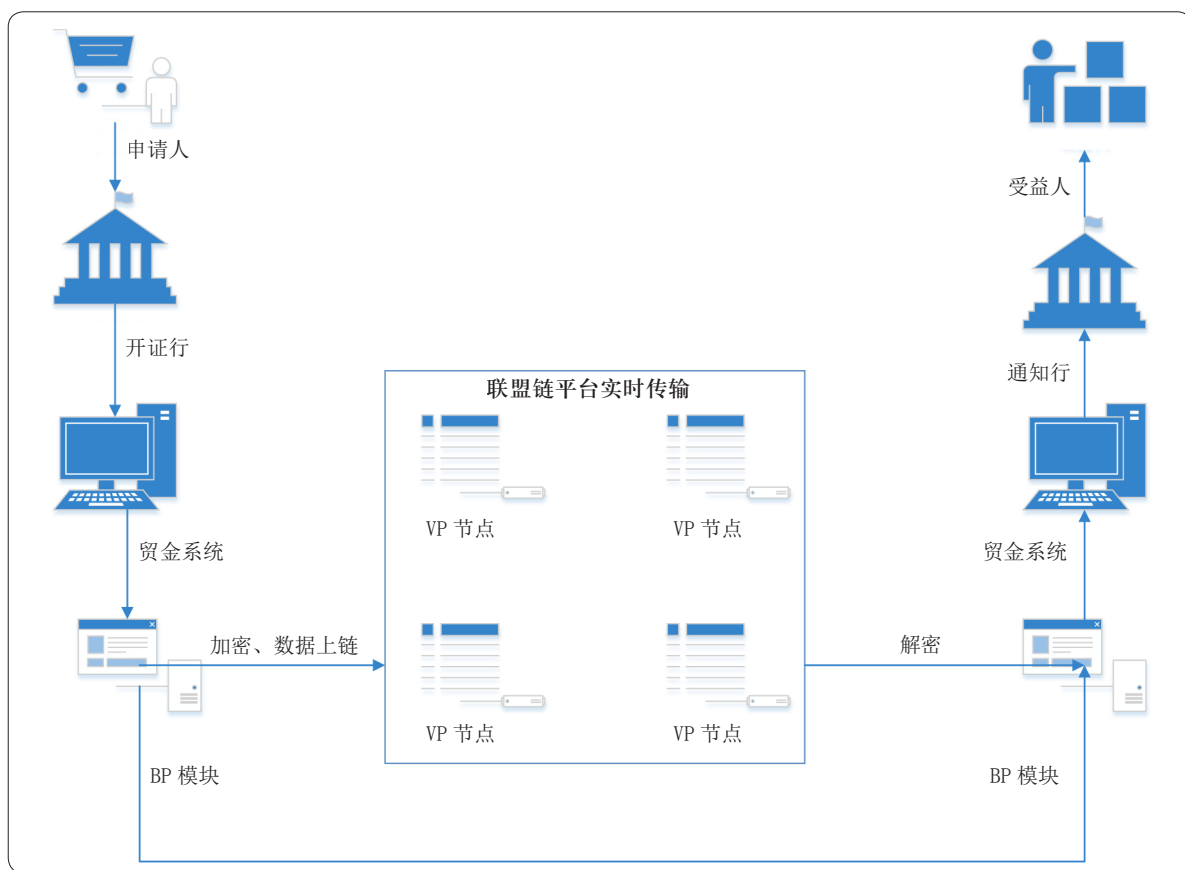 申请人
受益人
开证行
通知行
联盟链平台实时传输
VP 节点
VP 节点
贸金系统
贸金系统
加密、数据上链
解密
VP 节点
VP 节点
BP 模块
BP 模块